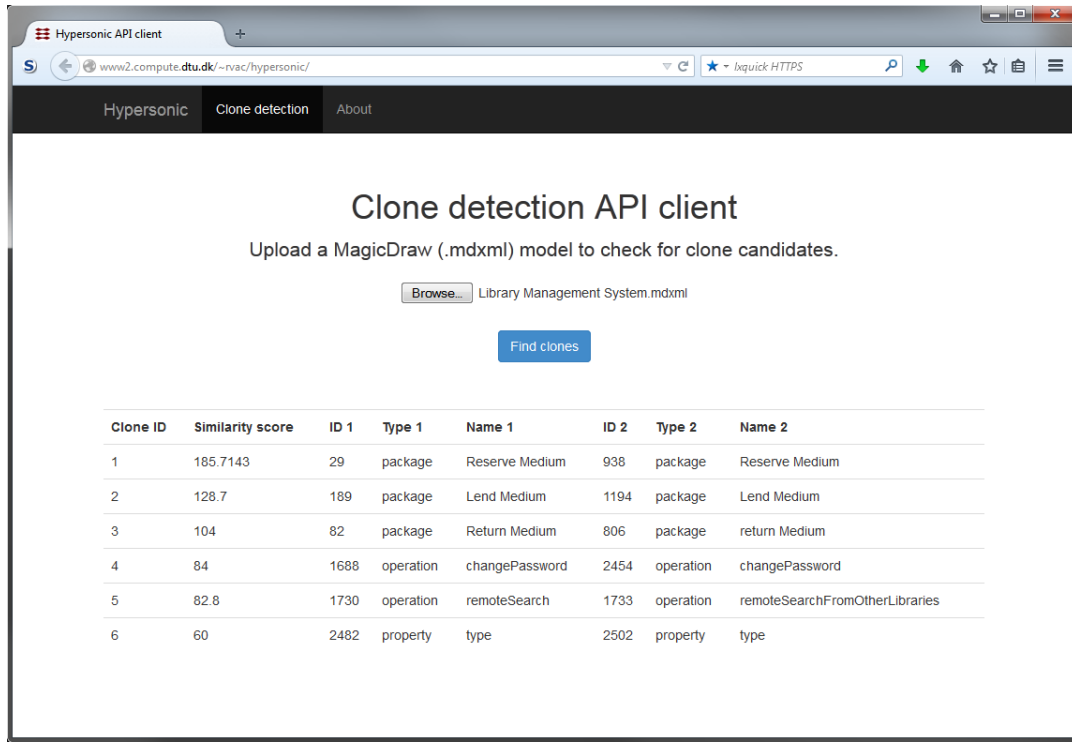 Hypersonic API client
www2.compute.dtu.dk/~rvac/hypersonic/ Ixquick HTTPS
Hypersonic Clone detection About
Clone detection API client
Upload a MagicDraw (.mdxml) model to check for clone candidates.
Browse... Library Management System.mdxml
Find clones
Clone ID Similarity score ID 1 Type 1 Name 1 ID 2 Type 2 Name 2
1 185.7143 29 package Reserve Medium 938 package Reserve Medium
2 128.7 189 package Lend Medium 1194 package Lend Medium
3 104 82 package Return Medium 806 package return Medium
4 84 1688 operation changePassword 2454 operation changePassword
5 82.8 1730 operation remoteSearch 1733 operation remoteSearchFromOtherLibraries
6 60 2482 property type 2502 property type